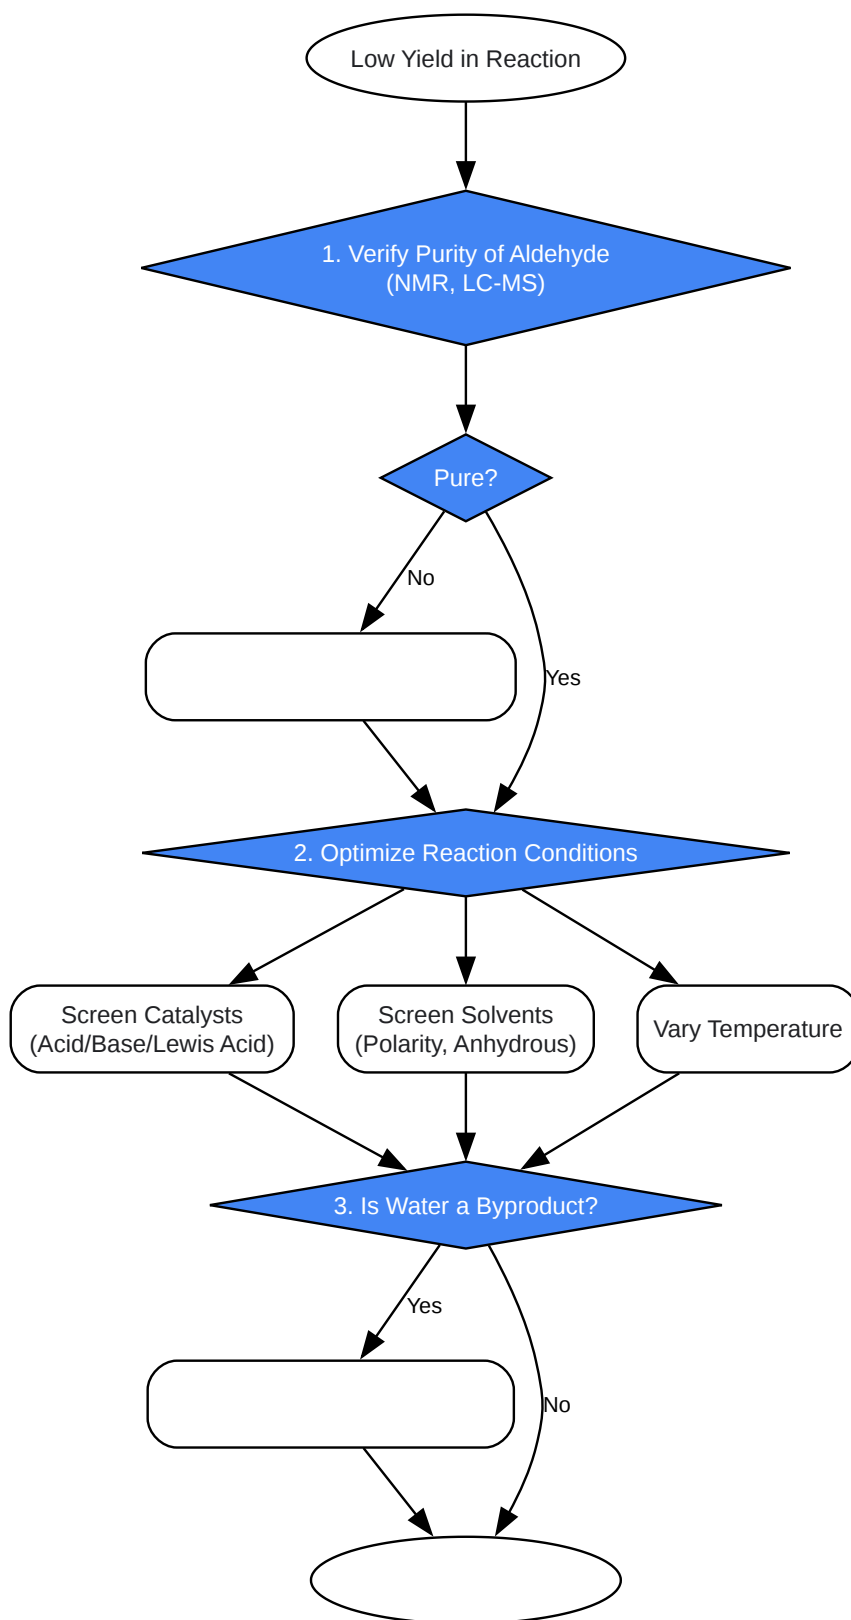 Low Yield in Reaction
1. Verify Purity of Aldehyde
(NMR, LC-MS)
Pure?
No
Yes
2. Optimize Reaction Conditions
Screen Catalysts
(Acid/Base/Lewis Acid)
Screen Solvents
(Polarity, Anhydrous)
Vary Temperature
3. Is Water a Byproduct?
Yes
No